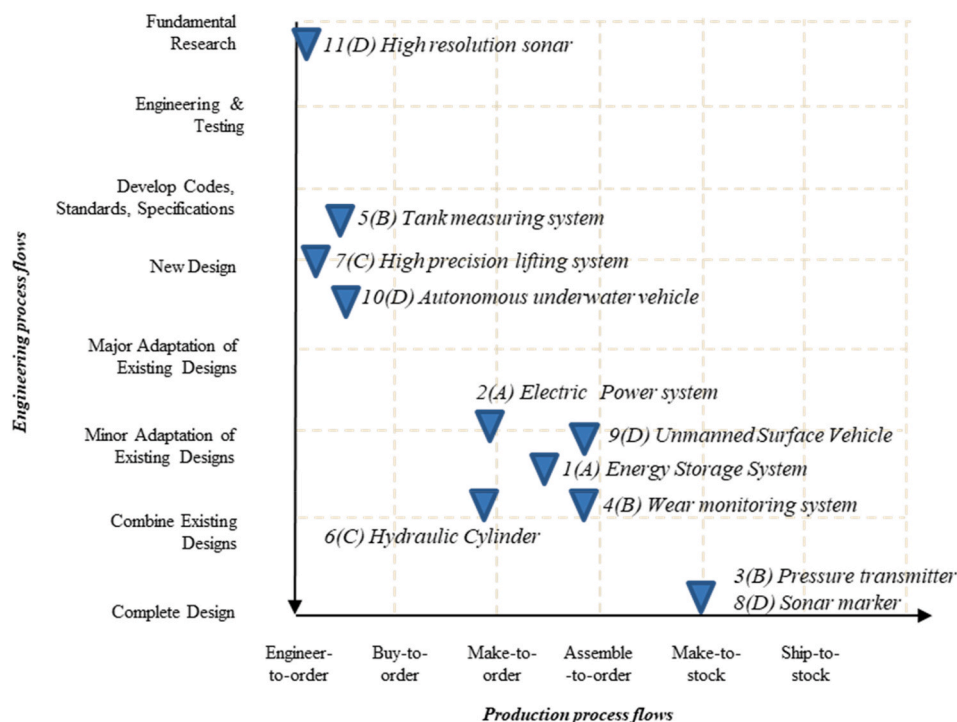 Fundamental
Research
11(D) High resolution sonar
Engineering &
Testing
Develop Codes,
Standards, Specifications
5(B) Tank measuring system
7(C) High precision lifting system
New Design
10(D) Autonomous underwater vehicle
Major Adaptation of
Existing Designs
2(A) Electric Power system
Minor Adaptation of
Existing Designs
9(D) Unmanned Surface Vehicle
1(A) Energy Storage System
4(B) Wear monitoring system
Combine Existing
Designs
6(C) Hydraulic Cylinder
3(B) Pressure transmitter
8(D) Sonar marker
Complete Design
Engineering process flows
Engineer-
to-order
Buy-to-
order
Make-to-
order
Assemble
-to-order
Make-to-
stock
Ship-to-
stock
Production process flows